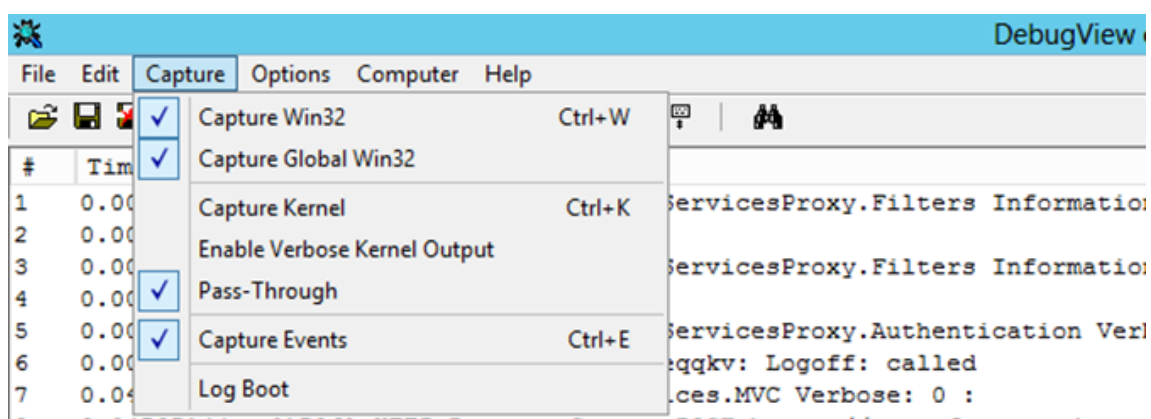 DebugView
File Edit Capture Options Computer Help
Capture Win32 Ctrl+W
Capture Global Win32
# Tim
1 0.00 ServicesProxy.Filters Informatio
Capture Kernel Ctrl+K
2 0.00
Enable Verbose Kernel Output
3 0.00 ServicesProxy.Filters Informatio
4 0.00
Pass-Through
5 0.00 ServicesProxy.Authentication Ver
Capture Events Ctrl+E
6 0.00 eqqkv: Logoff: called
7 0.04 ces.MVC Verbose: 0 :
Log Boot